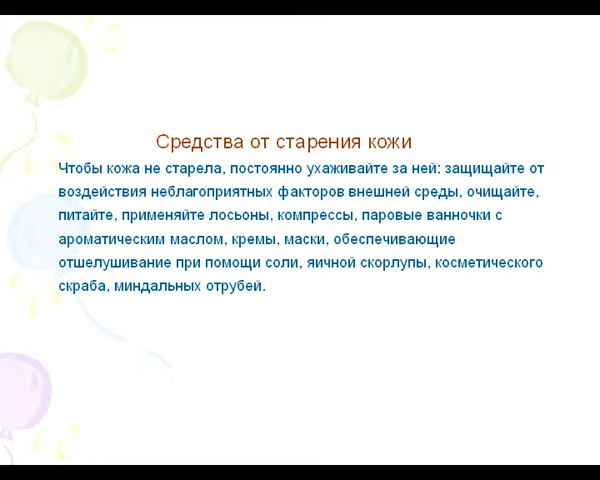 Средства от старения кожи
Чтобы кожа не старела, постоянно ухаживайте за ней: защищайте от
воздействия неблагоприятных факторов внешней среды, очищайте,
питайте, применяйте лосьоны, компрессы, паровые ванночки с
ароматическим маслом, кремы, маски, обеспечивающие
отшелушивание при помощи соли, яичной скорлупы, косметического
скраба, миндальных отрубей.